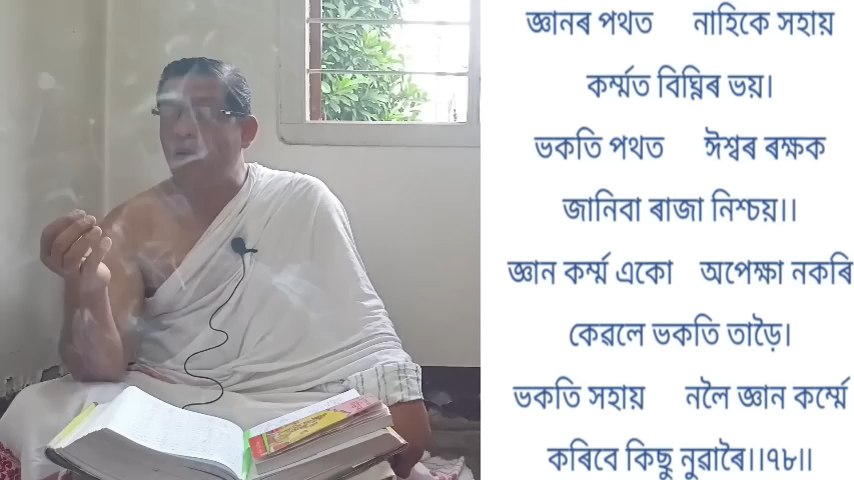 জ্ঞানৰ পথত নাহিকে সহায়
কৰ্ম্মত বিঘ্নিৰ ভয়।
ভকতি পথত ঈশ্বৰ ৰক্ষক
জানিবা ৰাজা নিশ্চয়।।
জ্ঞান কৰ্ম্ম একো অপেক্ষা নকৰি
কেৱলে ভকতি তাড়ৈ।
ভকতি সহায় নলৈ জ্ঞান কৰ্ম্মে
কৰিবে কিছু নুৱাৰৈ।।৭৮।।